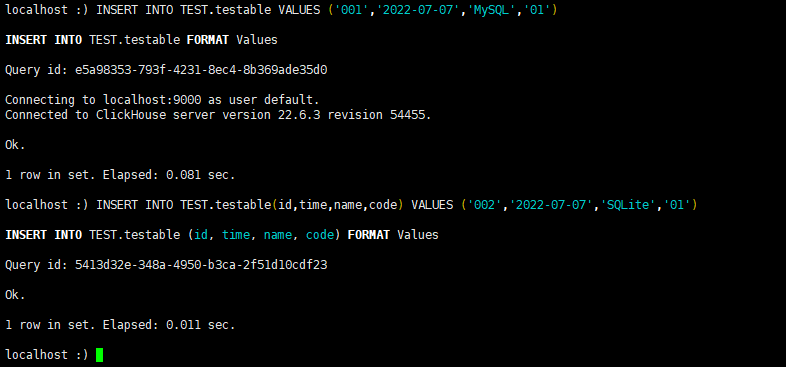 localhost :) INSERT INTO TEST.testable VALUES ('001','2022-07-07','MySQL','01')
INSERT INTO TEST.testable FORMAT Values
Query id: e5a98353-793f-4231-8ec4-8b369ade35d0
Connecting to localhost:9000 as user default.
Connected to ClickHouse server version 22.6.3 revision 54455.
Ok.
1 row in set. Elapsed: 0.081 sec.
localhost :) INSERT INTO TEST.testable(id,time,name,code) VALUES ('002','2022-07-07','SQLite','01')
INSERT INTO TEST.testable (id, time, name, code) FORMAT Values
Query id: 5413d32e-348a-4950-b3ca-2f51d10cdf23
Ok.
1 row in set. Elapsed: 0.011 sec.
localhost :)